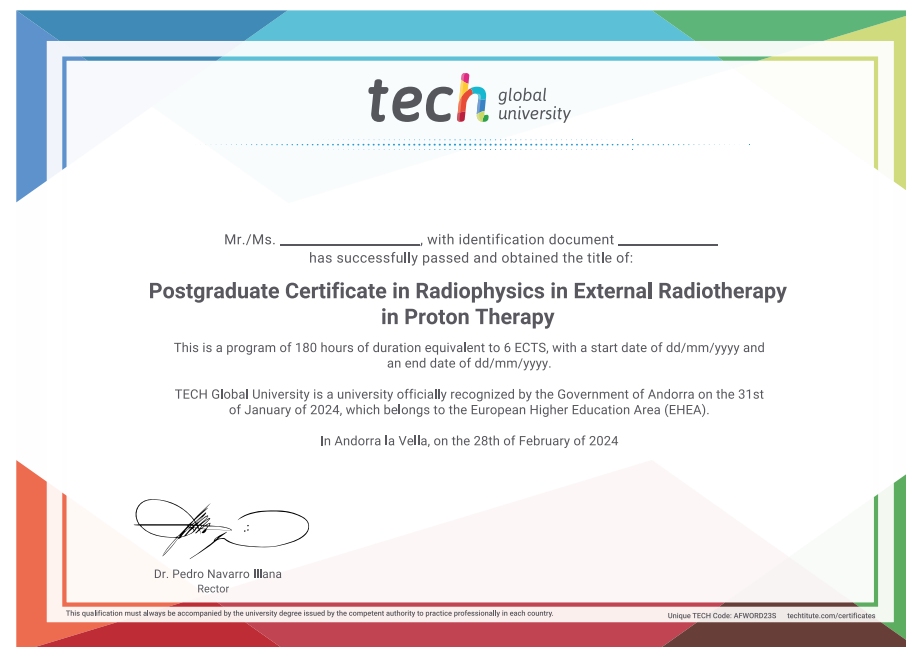 tech global university
Mr./Ms. ____________, with identification document ____________
has successfully passed and obtained the title of:
Postgraduate Certificate in Radiophysics in External Radiotherapy
in Proton Therapy
This is a program of 180 hours of duration equivalent to 6 ECTS, with a start date of dd/mm/yyyy and
an end date of dd/mm/yyyy.
TECH Global University is a university officially recognized by the Government of Andorra on the 31st
of January of 2024, which belongs to the European Higher Education Area (EHEA).
In Andorra la Vella, on the 28th of February of 2024
Dr. Pedro Navarro Illana
Rector
This qualification must always be accompanied by the university degree issued by the competent authority to practice professionally in each country.
Unique TECH Code: AFWORD23S techtitute.com/certificates